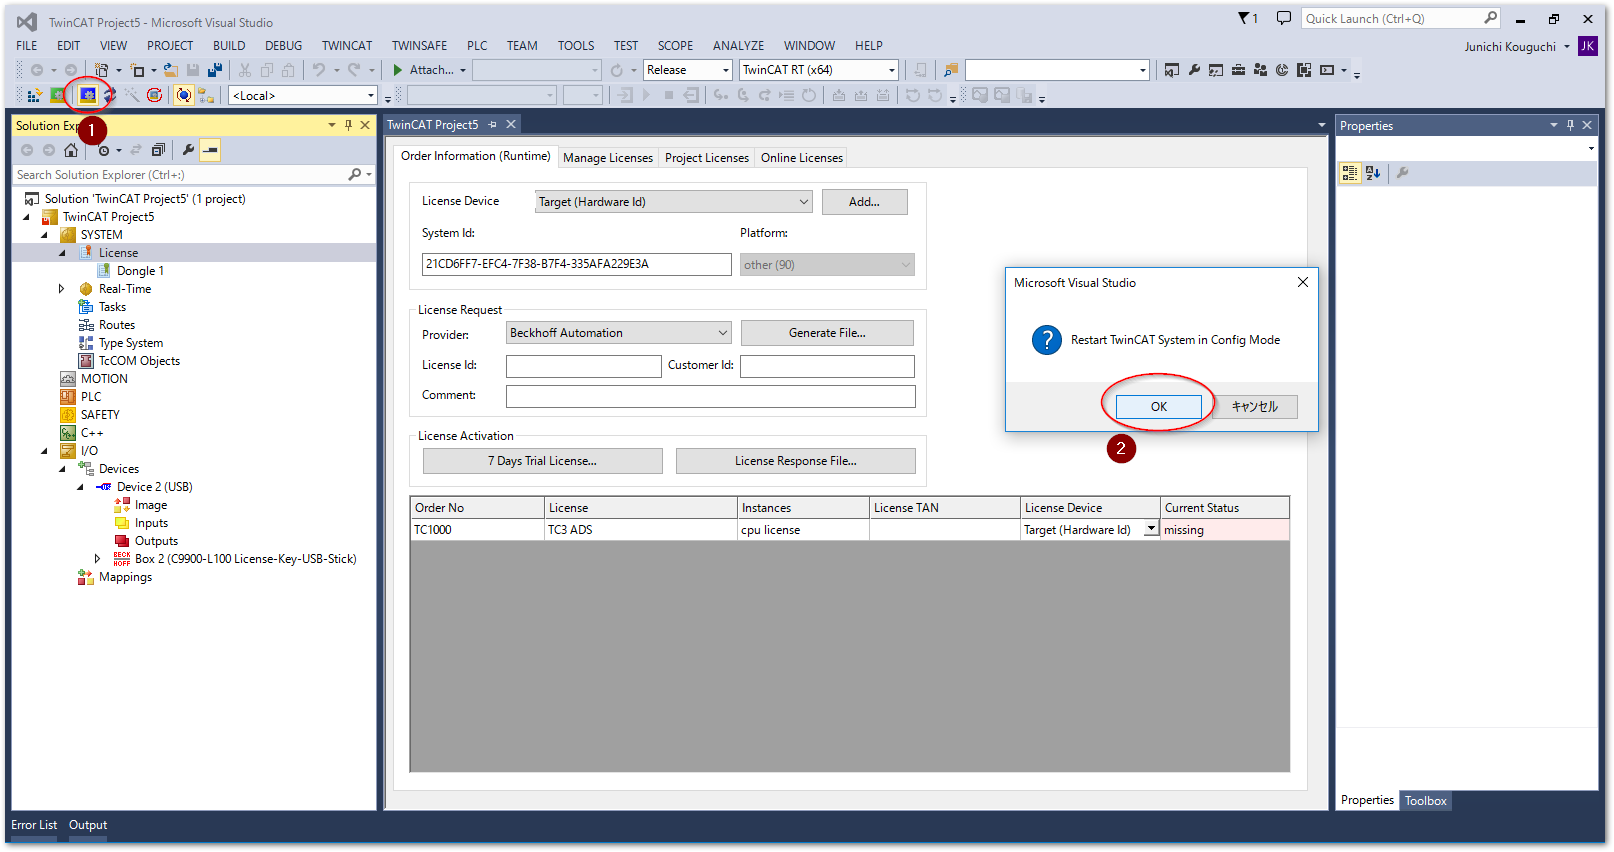 TwinCAT Project5 - Microsoft Visual Studio
1
Quick Launch (Ctrl+Q)
FILE EDIT VIEW PROJECT BUILD DEBUG TWINCAT TWINSAFE PLC TEAM TOOLS TEST SCOPE ANALYZE WINDOW HELP
Junichi Kouguchi JK
Attach... Release TwinCAT RT (x64)
<Local>
1
Solution Exp
TwinCAT Project5
Properties
Search Solution Explorer (Ctrl+:)
Solution 'TwinCAT Project5' (1 project)
TwinCAT Project5
SYSTEM
License
Dongle 1
Real-Time
Tasks
Routes
Type System
TcCOM Objects
MOTION
PLC
SAFETY
C++
I/O
Devices
Device 2 (USB)
Image
Inputs
Outputs
BECK
HOFF
Box 2 (C9900-L100 License-Key-USB-Stick)
Mappings
Order Information (Runtime) Manage Licenses Project Licenses Online Licenses
License Device Target (Hardware Id) Add...
System Id: Platform:
21CD6FF7-EFC4-7F38-B7F4-335AFA229E3A other (90)
License Request
Provider: Beckhoff Automation Generate File...
License Id: Customer Id:
Comment:
License Activation
7 Days Trial License... License Response File...
Order No License Instances License TAN License Device Current Status
TC1000 TC3 ADS cpu license Target (Hardware Id) missing
Microsoft Visual Studio
?
Restart TwinCAT System in Config Mode
OK キャンセル
2
Properties Toolbox
Error List Output